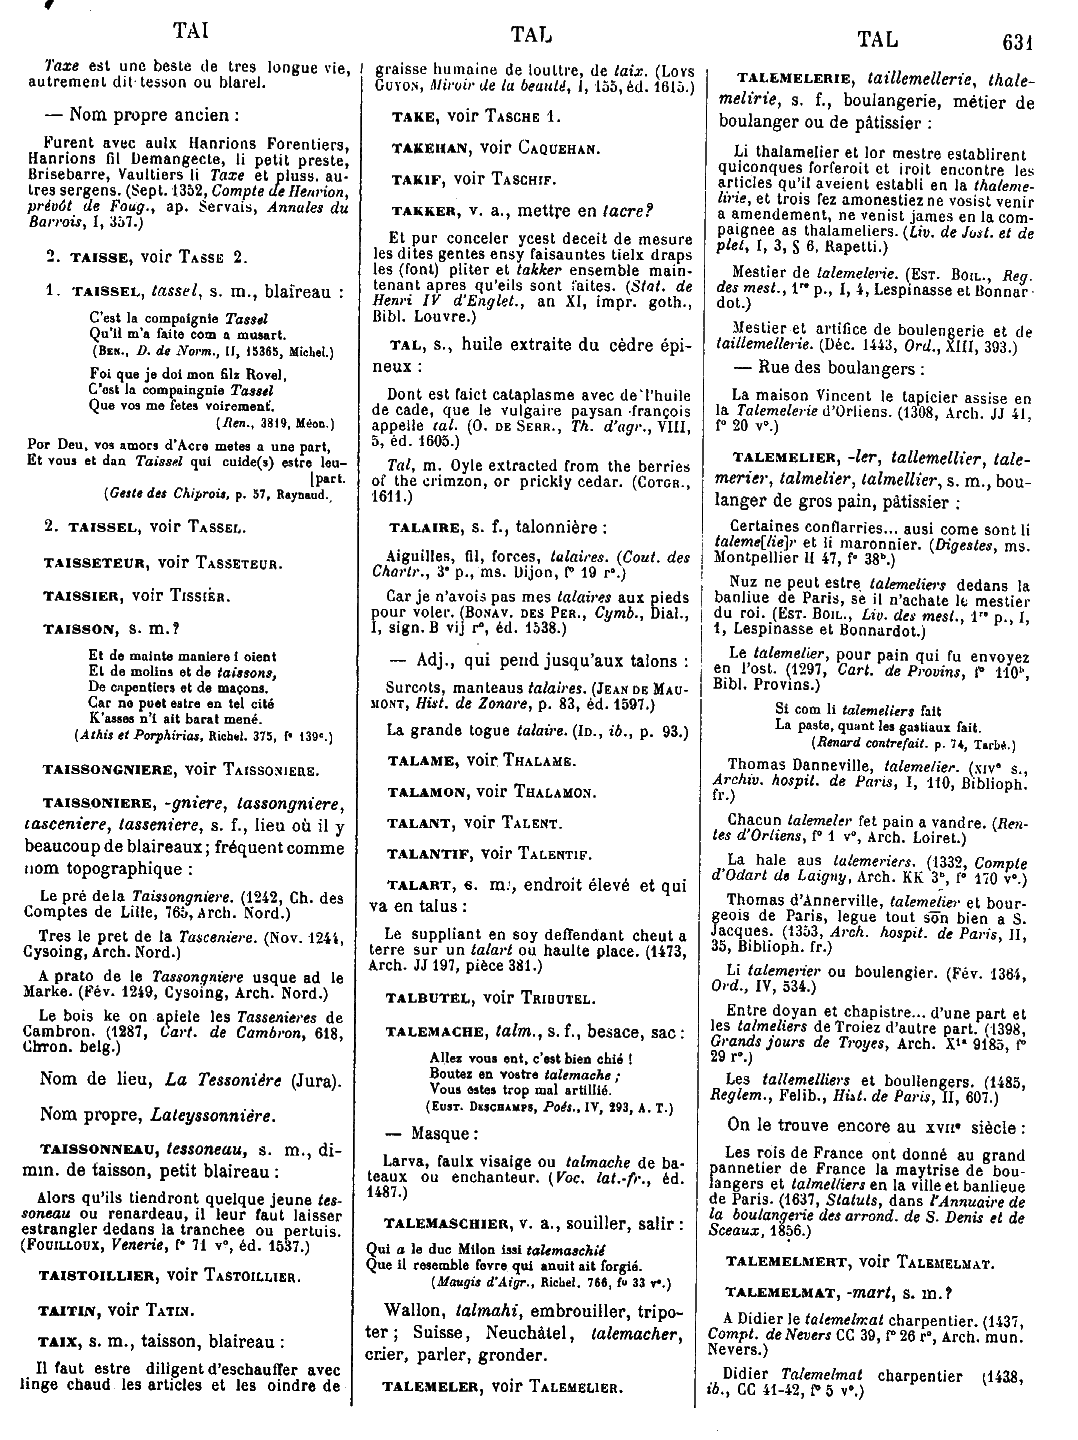 TAI
TAL
TAL
631
Taxe est une beste de tres longue vie,
autrement dit tesson ou blarel.
— Nom propre ancien :
Furent avec aulx Hanrions Forentiers,
Hanrions fil Demangecte, li petit preste,
Brisebarre, Vaultiers li Taxe et pluss. au-
tres sergens. (Sept. 1352, Compte de Henrion,
prévôt de Foug., ap. Servais, Annales du
Barrois, I, 357.)
2. TAISSE, voir TASSE 2.
1. TAISSEL, tassel, s. m., blaireau :
C'est la compaignie Tassel
Qu'il m'a faite com a musart.
(BEN., D. de Norm., II, 15365, Michel.)
Foi que je doi mon filz Rovel,
C'est la compaingnie Tassel
Que vos me fetes voirement.
(Ren., 3819, Méon.)
Por Deu, vos amors d'Acre metes a une part,
Et vous et dan Taissel qui cuide(s) estre leu-
[part.
(Geste des Chiprois, p. 57, Raynaud.)
2. TAISSEL, voir TASSEL.
TAISSETEUR, voir TASSETEUR.
TAISSIER, voir TISSIER.
TAISSON, s. m.?
Et de mainte maniere i oient
Et de molins et de taissons,
De capentiers et de maçons.
Car ne puet estre en tel cité
K'asses n'i ait barat mené.
(Athis et Porphirias, Richel. 375, f° 139c.)
TAISSONGNIERE, voir TAISSONIERE.
TAISSONIERE, -gniere, tassongniere,
tasceniere, tasseniere, s. f., lieu où il y
beaucoup de blaireaux ; fréquent comme
nom topographique :
Le pré dela Taissongniere. (1242, Ch. des
Comptes de Lille, 765, Arch. Nord.)
Tres le pret de la Tasceniere. (Nov. 1244,
Cysoing, Arch. Nord.)
A prato de le Tassongniere usque ad le
Marke. (Fév. 1249, Cysoing, Arch. Nord.)
Le bois ke on apiele les Tassenieres de
Cambron. (1287, Cart. de Cambron, 618,
Chron. belg.)
Nom de lieu, La Tessonière (Jura).
Nom propre, Lateyssonnière.
TAISSONNEAU, tessoneau, s. m., di-
min. de taisson, petit blaireau :
Alors qu'ils tiendront quelque jeune tes-
soneau ou renardeau, il leur faut laisser
estrangler dedans la tranchee ou pertuis.
(FOUILLOUX, Venerie, f° 71 v°, éd. 1537.)
TAISTOILLIER, voir TASTOILLIER.
TAITIN, voir TATIN.
TAIX, s. m., taisson, blaireau :
Il faut estre diligent d'eschauffer avec
linge chaud les articles et les oindre de
graisse humaine de louttre, de taix. (LOYS
GUYON, Miroir de la beauté, I, 155, éd. 1615.)
TAKE, voir TASCHE 1.
TAKEHAN, voir CAQUEHAN.
TAKIF, voir TASCHIF.
TAKKER, v. a., mettre en tacre?
Et pur conceler ycest deceit de mesure
les dites gentes ensy faisauntes tielx draps
les (font) pliter et takker ensemble main-
tenant apres qu'eils sont faites. (Stat. de
Henri IV d'Englet., an XI, impr. goth.,
Bibl. Louvre.)
TAL, s., huile extraite du cèdre épi-
neux :
Dont est faict cataplasme avec de l'huile
de cade, que le vulgaire paysan françois
appelle tal. (O. DE SERR., Th. d'agr., VIII,
5, éd. 1605.)
Tal, m. Oyle extracted from the berries
of the crimzon, or prickly cedar. (COTGR.,
1611.)
TALAIRE, s. f., talonnière :
Aiguilles, fil, forces, talaires. (Cout. des
Chartr., 3e p., ms. Dijon, f° 19 r°.)
Car je n'avois pas mes talaires aux pieds
pour voler. (BONAV. DES PER., Cymb., Dial.,
I, sign. B vij r°, éd. 1538.)
— Adj., qui pend jusqu'aux talons :
Surcots, manteaus talaires. (JEAN DE MAU-
MONT, Hist. de Zonare, p. 83, éd. 1597.)
La grande togue talaire. (ID., ib., p. 93.)
TALAME, voir THALAME.
TALAMON, voir THALAMON.
TALANT, voir TALENT.
TALANTIF, voir TALENTIF.
TALART, s. m., endroit élevé et qui
va en talus :
Le suppliant en soy deffendant cheut a
terre sur un talart ou haulte place. (1473,
Arch. JJ 197, pièce 381.)
TALBUTEL, voir TRIBUTEL.
TALEMACHE, talm., s. f., besace, sac :
Allez vous ent, c'est bien chié !
Boutez en vostre talemache ;
Vous estes trop mal artillié.
(EUST. DESCHAMPS, Poés., IV, 293, A. T.)
— Masque :
Larva, faulx visaige ou talmache de ba-
teaux ou enchanteur. (Voc. lat.-fr., éd.
1487.)
TALEMASCHIER, v. a., souiller, salir :
Qui a le duc Milon issi talemaschié
Que il resemble fevre qui anuit ait forgié.
(Maugis d'Aigr., Richel. 766, f° 33 r°.)
Wallon, talmahi, embrouiller, tripo-
ter ; Suisse, Neuchâtel, talemacher,
crier, parler, gronder.
TALEMELER, voir TALEMELIER.
TALEMELERIE, taillemellerie, thale-
melirie, s. f., boulangerie, métier de
boulanger ou de pâtissier :
Li thalamelier et lor mestre establirent
quiconques forferoit et iroit encontre les
articles qu'il aveient establi en la thaleme-
lirie, et trois fez amonestiez ne vosist venir
a amendement, ne venist james en la com-
paignee as thalameliers. (Liv. de Jost. et de
plet, I, 3, § 6, Rapetti.)
Mestier de talemelerie. (EST. BOIL., Reg.
des mest., 1re p., I, 4, Lespinasse et Bonnar-
dot.)
Mestier et artifice de boulengerie et de
taillemellerie. (Déc. 1443, Ord., XIII, 393.)
— Rue des boulangers :
La maison Vincent le tapicier assise en
la Talemelerie d'Orliens. (1308, Arch. JJ 41,
f° 20 v°.)
TALEMELIER, -ler, tallemellier, tale-
merier, talmelier, talmellier, s. m., bou-
langer de gros pain, pâtissier :
Certaines conflarries... ausi come sont li
taleme[lie]r et li maronnier. (Digestes, ms.
Montpellier H 47, f° 38b.)
Nuz ne peut estre talemeliers dedans la
banliue de Paris, se il n'achate le mestier
du roi. (EST. BOIL., Liv. des mest., 1re p., I,
1, Lespinasse et Bonnardot.)
Le talemelier, pour pain qui fu envoyez
en l'ost. (1297, Cart. de Provins, f° 110b,
Bibl. Provins.)
Si com li talemeliers fait
La paste, quant les gastiaux fait.
(Renard contrefait. p. 74, Tarbé.)
Thomas Danneville, talemelier. (XIVe s.,
Archiv. hospit. de Paris, I, 110, Biblioph.
fr.)
Chacun talemeler fet pain a vandre. (Ren-
tes d'Orliens, f° 1 v°, Arch. Loiret.)
La hale aus talemeriers. (1332, Compte
d'Odart de Laigny, Arch. KK 3b, f° 170 v°.)
Thomas d'Annerville, talemelier et bour-
geois de Paris, legue tout son bien a S.
Jacques. (1353, Arch. hospit. de Paris, II,
35, Biblioph. fr.)
Li talemerier ou boulengier. (Fév. 1364,
Ord., IV, 534.)
Entre doyan et chapistre... d'une part et
les talmeliers de Troiez d'autre part. (1398,
Grands jours de Troyes, Arch. X1a 9185, f°
29 r°.)
Les tallemelliers et boullengers. (1485,
Reglem., Felib., Hist. de Paris, II, 607.)
On le trouve encore au XVIIe siècle :
Les rois de France ont donné au grand
pannetier de France la maytrise de bou-
langers et talmelliers en la ville et banlieue
de Paris. (1637, Statuts, dans l'Annuaire de
la boulangerie des arrond. de S. Denis et de
Sceaux, 1856.)
TALEMELMERT, voir TALEMELMAT.
TALEMELMAT, -mart, s. m.?
A Didier le talemelmat charpentier. (1437,
Compt. de Nevers CC 39, f° 26 r°, Arch. mun.
Nevers.)
Didier Talemelmat charpentier (1438,
ib., CC 41-42, f° 5 v°.)